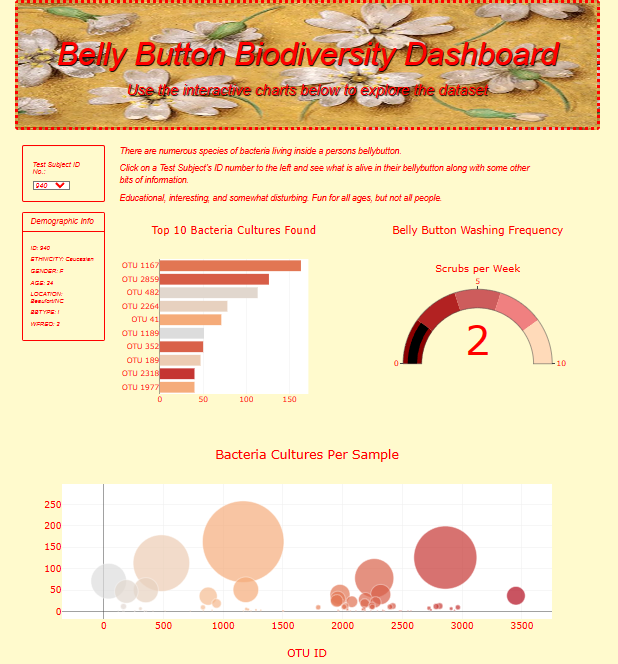 Belly Button Biodiversity Dashboard
Use the interactive charts below to explore the dataset
Test Subject ID
No.:
940
Demographic Info
ID: 940
ETHNICITY: Caucasian
GENDER: F
AGE: 24
LOCATION:
Beaufort/NC
BBTYPE: I
WFREQ: 2
There are numerous species of bacteria living inside a persons bellybutton.
Click on a Test Subject's ID number to the left and see what is alive in their bellybutton along with some other
bits of information.
Educational, interesting, and somewhat disturbing. Fun for all ages, but not all people.
Top 10 Bacteria Cultures Found
OTU 1167
OTU 2859
OTU 482
OTU 2264
OTU 41
OTU 1189
OTU 352
OTU 189
OTU 2318
OTU 1977
0 50 100 150
Belly Button Washing Frequency
Scrubs per Week
5
2
0 10
Bacteria Cultures Per Sample
250
200
150
100
50
0
0 500 1000 1500 2000 2500 3000 3500
OTU ID